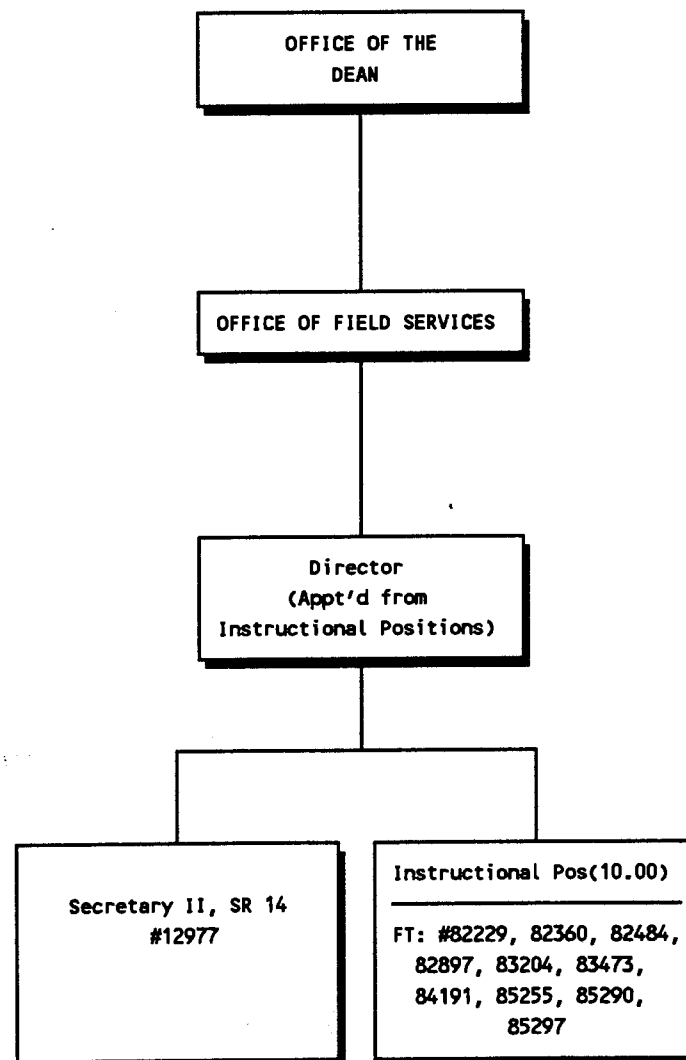 OFFICE OF THE
DEAN
OFFICE OF FIELD SERVICES
Director
(Appt'd from
Instructional Positions)
Secretary II, SR 14
#12977
Instructional Pos(10.00)
FT: #82229, 82360, 82484,
82897, 83204, 83473,
84191, 85255, 85290,
85297